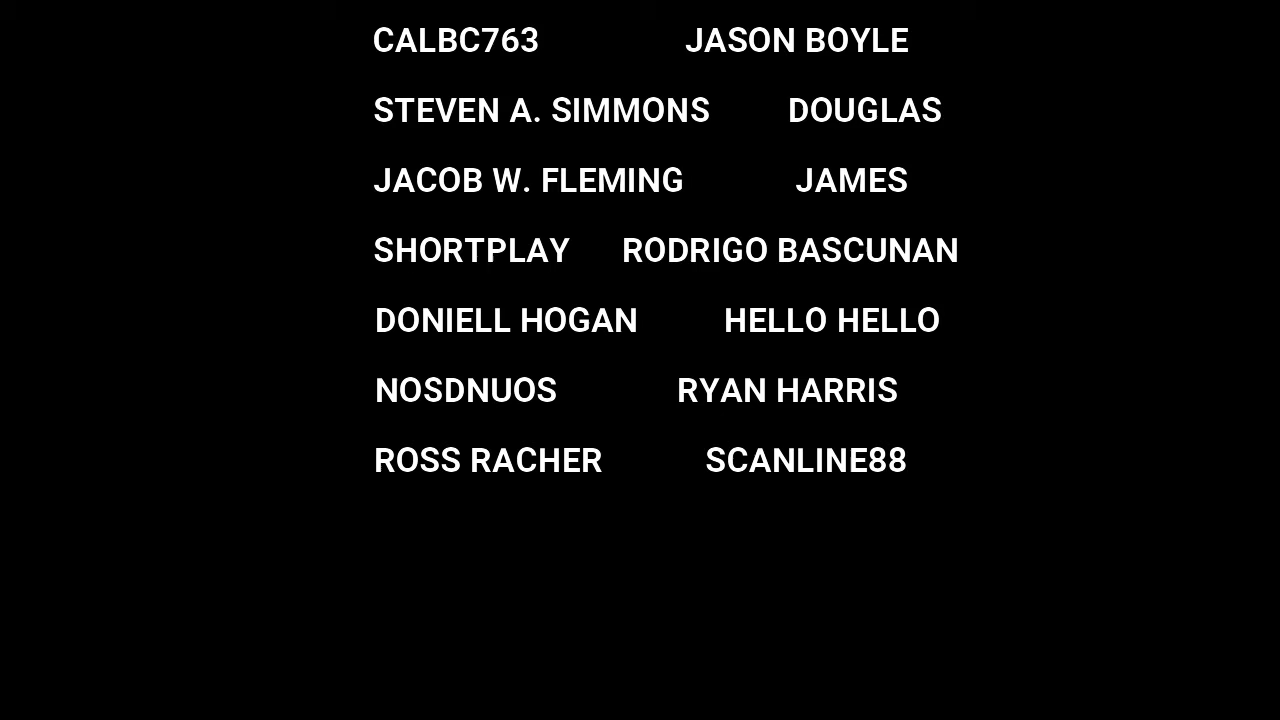 CALBC763 JASON BOYLE
STEVEN A. SIMMONS DOUGLAS
JACOB W. FLEMING JAMES
SHORTPLAY RODRIGO BASCUNAN
DONIELL HOGAN HELLO HELLO
NOSDNUOS RYAN HARRIS
ROSS RACHER SCANLINE88